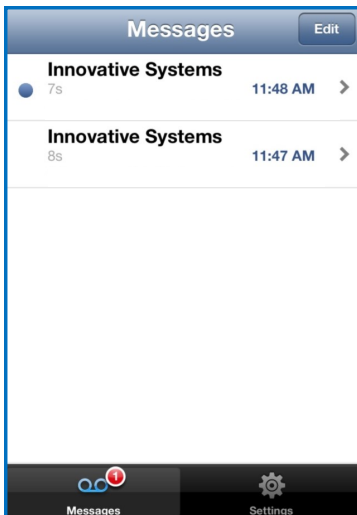 Messages
Edit
Innovative Systems
7s
11:48 AM
Innovative Systems
8s
11:47 AM
1
Messages
Settings